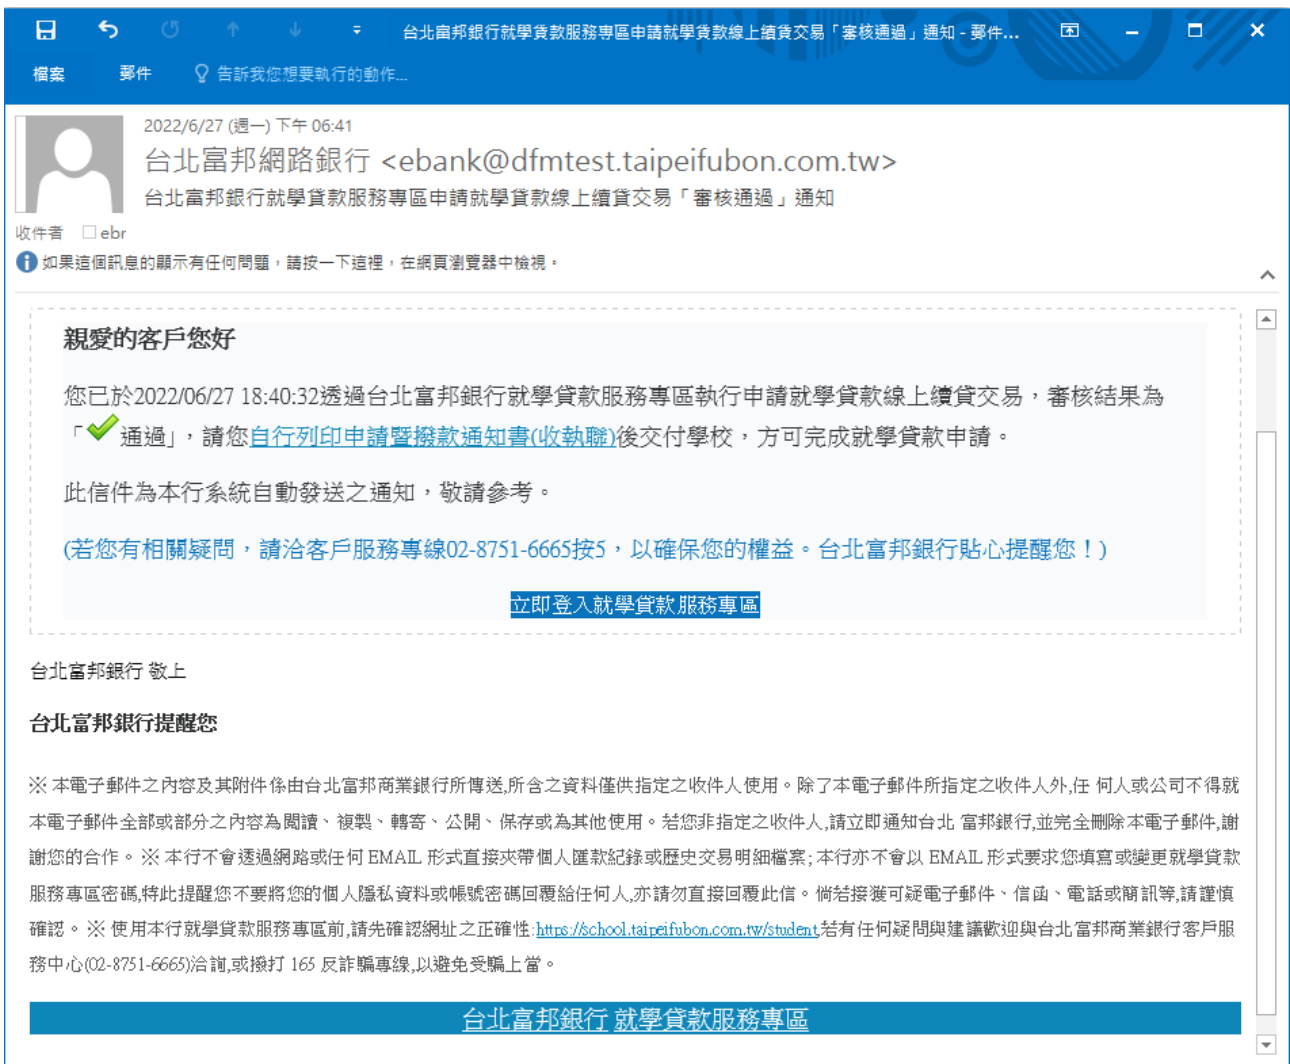 台北富邦銀行就學貸款服務專區申請就學貸款線上續貸交易「審核通過」通知 - 郵件...
檔案 郵件 告訴我您想要執行的動作...
2022/6/27 (週一) 下午 06:41
台北富邦網路銀行 <ebank@dfmtest.taipeifubon.com.tw>
台北富邦銀行就學貸款服務專區申請就學貸款線上續貸交易「審核通過」通知
收件者 ebr
如果這個訊息的顯示有任何問題，請按一下這裡，在網頁瀏覽器中檢視。
親愛的客戶您好
您已於2022/06/27 18:40:32透過台北富邦銀行就學貸款服務專區執行申請就學貸款線上續貸交易，審核結果為
「通過」，請您自行列印申請暨撥款通知書(收執聯)後交付學校，方可完成就學貸款申請。
此信件為本行系統自動發送之通知，敬請參考。
(若您有相關疑問，請洽客戶服務專線02-8751-6665按5，以確保您的權益。台北富邦銀行貼心提醒您！)
立即登入就學貸款服務專區
台北富邦銀行 敬上
台北富邦銀行提醒您
※ 本電子郵件之內容及其附件係由台北富邦商業銀行所傳送,所含之資料僅供指定之收件人使用。除了本電子郵件所指定之收件人外,任 何人或公司不得就
本電子郵件全部或部分之內容為閱讀、複製、轉寄、公開、保存或為其他使用。若您非指定之收件人,請立即通知台北 富邦銀行,並完全刪除本電子郵件,謝
謝您的合作。 ※ 本行不會透過網路或任何 EMAIL 形式直接夾帶個人匯款紀錄或歷史交易明細檔案; 本行亦不會以 EMAIL 形式要求您填寫或變更就學貸款
服務專區密碼,特此提醒您不要將您的個人隱私資料或帳號密碼回覆給任何人,亦請勿直接回覆此信。倘若接獲可疑電子郵件、信函、電話或簡訊等,請謹慎
確認。 ※ 使用本行就學貸款服務專區前,請先確認網址之正確性:https://school.taipeifubon.com.tw/student,若有任何疑問與建議歡迎與台北富邦商業銀行客戶服
務中心(02-8751-6665)洽詢,或撥打 165 反詐騙專線,以避免受騙上當。
台北富邦銀行 就學貸款服務專區